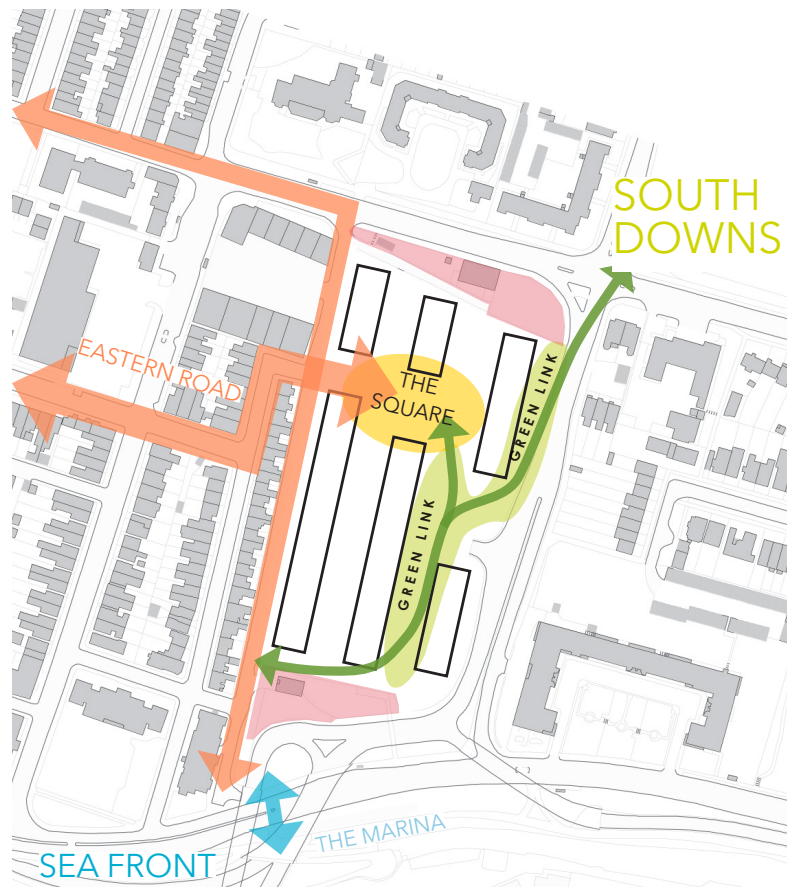 SOUTH
DOWNS
EASTERN ROAD
THE
SQUARE
GREEN LINK
GREEN LINK
THE MARINA
SEA FRONT